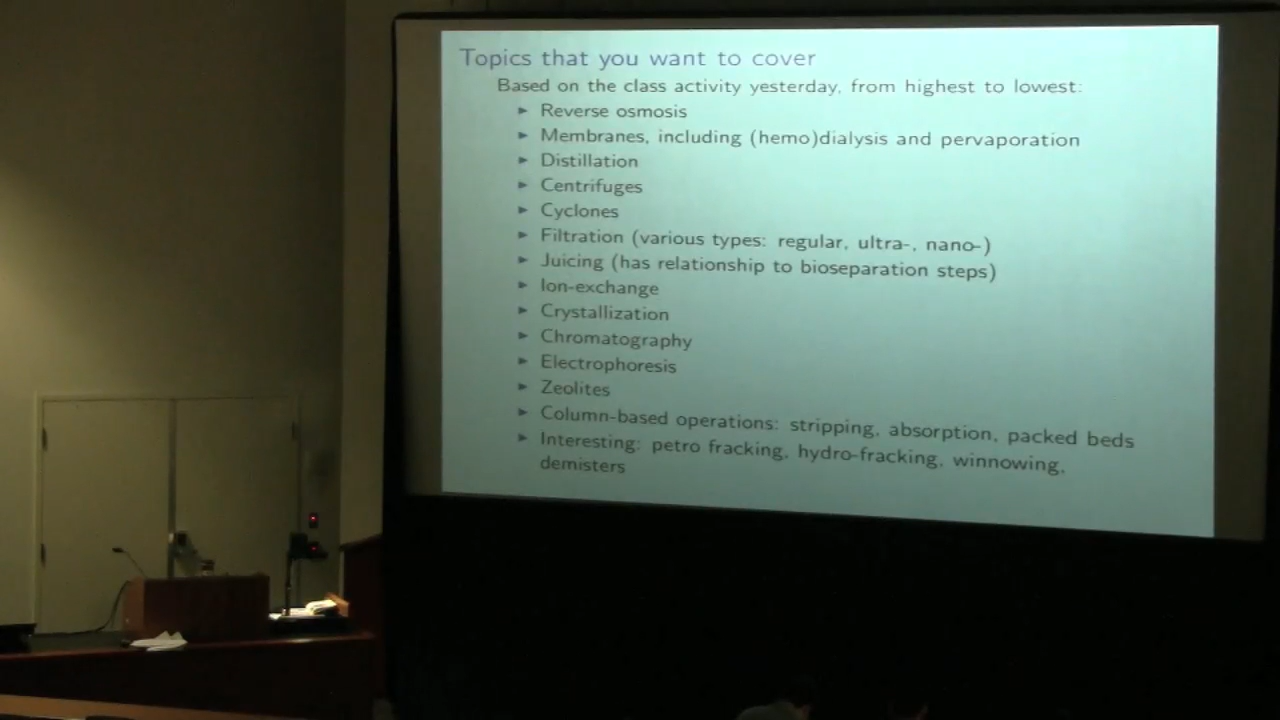 Topics that you want to cover
Based on the class activity yesterday, from highest to lowest:
▶ Reverse osmosis
▶ Membranes, including (hemo)dialysis and pervaporation
▶ Distillation
▶ Centrifuges
▶ Cyclones
▶ Filtration (various types: regular, ultra-, nano-)
▶ Juicing (has relationship to bioseparation steps)
▶ Ion-exchange
▶ Crystallization
▶ Chromatography
▶ Electrophoresis
▶ Zeolites
▶ Column-based operations: stripping, absorption, packed beds
▶ Interesting: petro fracking, hydro-fracking, winnowing,
demisters